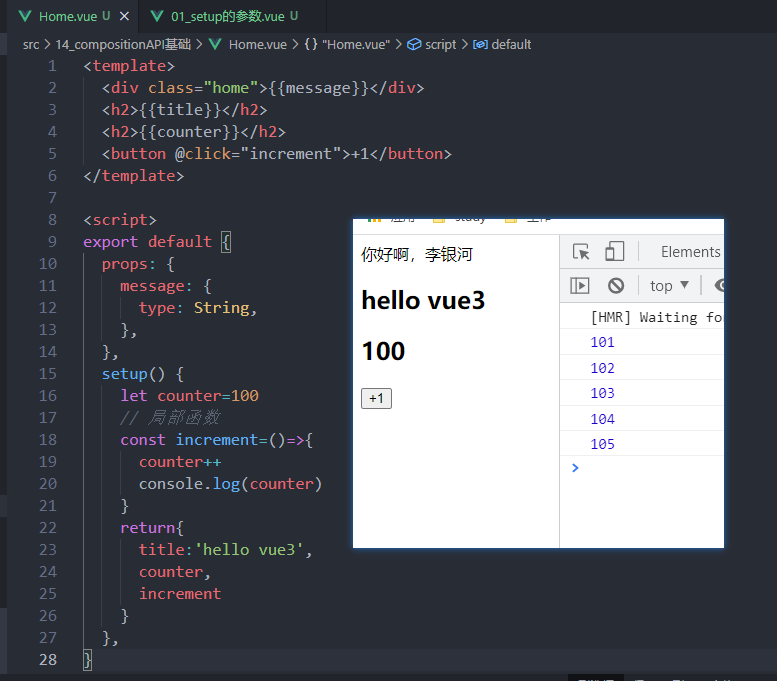 Home.vue U
01_setup的参数.vue U
src > 14_compositionAPI基础 > Home.vue > {} "Home.vue" > script > default
1 <template>
2 <div class="home">{{message}}</div>
3 <h2>{{title}}</h2>
4 <h2>{{counter}}</h2>
5 <button @click="increment">+1</button>
6 </template>
7
8 <script>
9 export default {
10 props: {
11 message: {
12 type: String,
13 },
14 },
15 setup() {
16 let counter=100
17 // 局部函数
18 const increment=()=>{
19 counter++
20 console.log(counter)
21 }
22 return{
23 title:'hello vue3',
24 counter,
25 increment
26 }
27 },
28 }
你好啊，李银河
hello vue3
100
+1
Elements
top
[HMR] Waiting fo
101
102
103
104
105